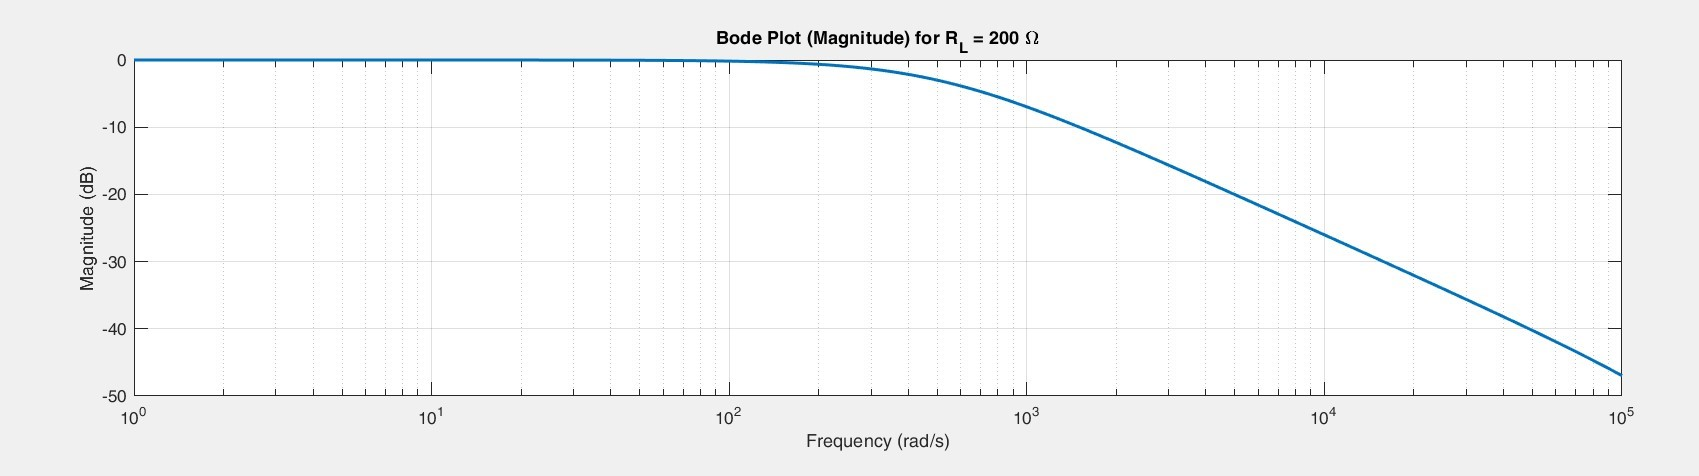 Bode Plot (Magnitude) for R_L = 200 Ω
Magnitude (dB)
0
-10
-20
-30
-40
-50
10^0 10^1 10^2 10^3 10^4 10^5
Frequency (rad/s)